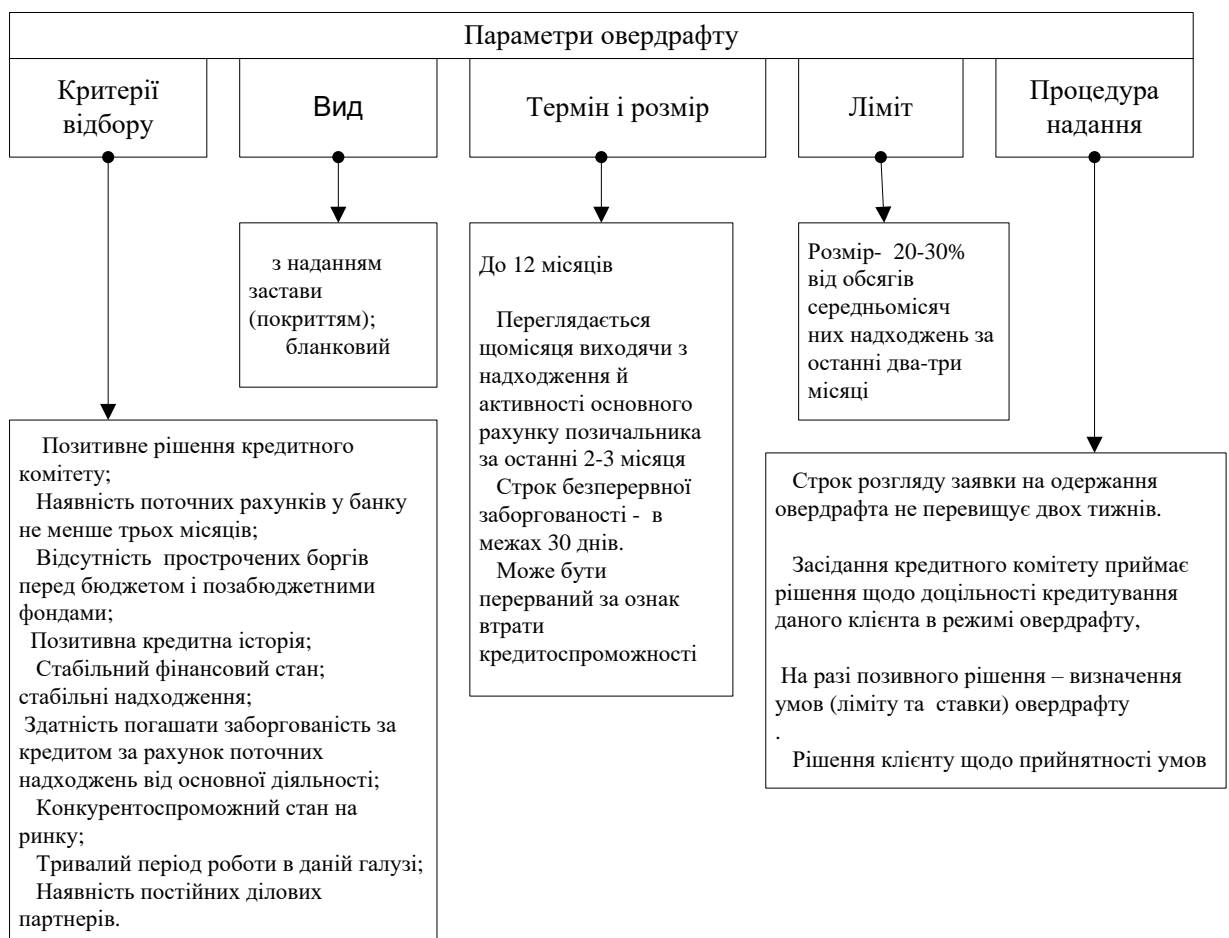 Параметри овердрафту
Критерії
відбору
Вид
Термін і розмір
Ліміт
Процедура
надання
Позитивне рішення кредитного
комітету;
Наявність поточних рахунків у банку
не менше трьох місяців;
Відсутність прострочених боргів
перед бюджетом і позабюджетними
фондами;
Позитивна кредитна історія;
Стабільний фінансовий стан;
стабільні надходження;
Здатність погашати заборгованість за
кредитом за рахунок поточних
надходжень від основної діяльності;
Конкурентоспроможний стан на
ринку;
Тривалий період роботи в даній галузі;
Наявність постійних ділових
партнерів.
з наданням
застави
(покриттям);
бланковий
До 12 місяців
Переглядається
щомісяця виходячи з
надходження й
активності основного
рахунку позичальника
за останні 2-3 місяця
Строк безперервної
заборгованості - в
межах 30 днів.
Може бути
перерваний за ознак
втрати
кредитоспроможності
Розмір- 20-30%
від обсягів
середньомісяч
них надходжень за
останні два-три
місяці
Строк розгляду заявки на одержання
овердрафта не перевищує двох тижнів.
Засідання кредитного комітету приймає
рішення щодо доцільності кредитування
даного клієнта в режимі овердрафту,
На разі позивного рішення – визначення
умов (ліміту та ставки) овердрафту
.
Рішення клієнту щодо прийнятності умов